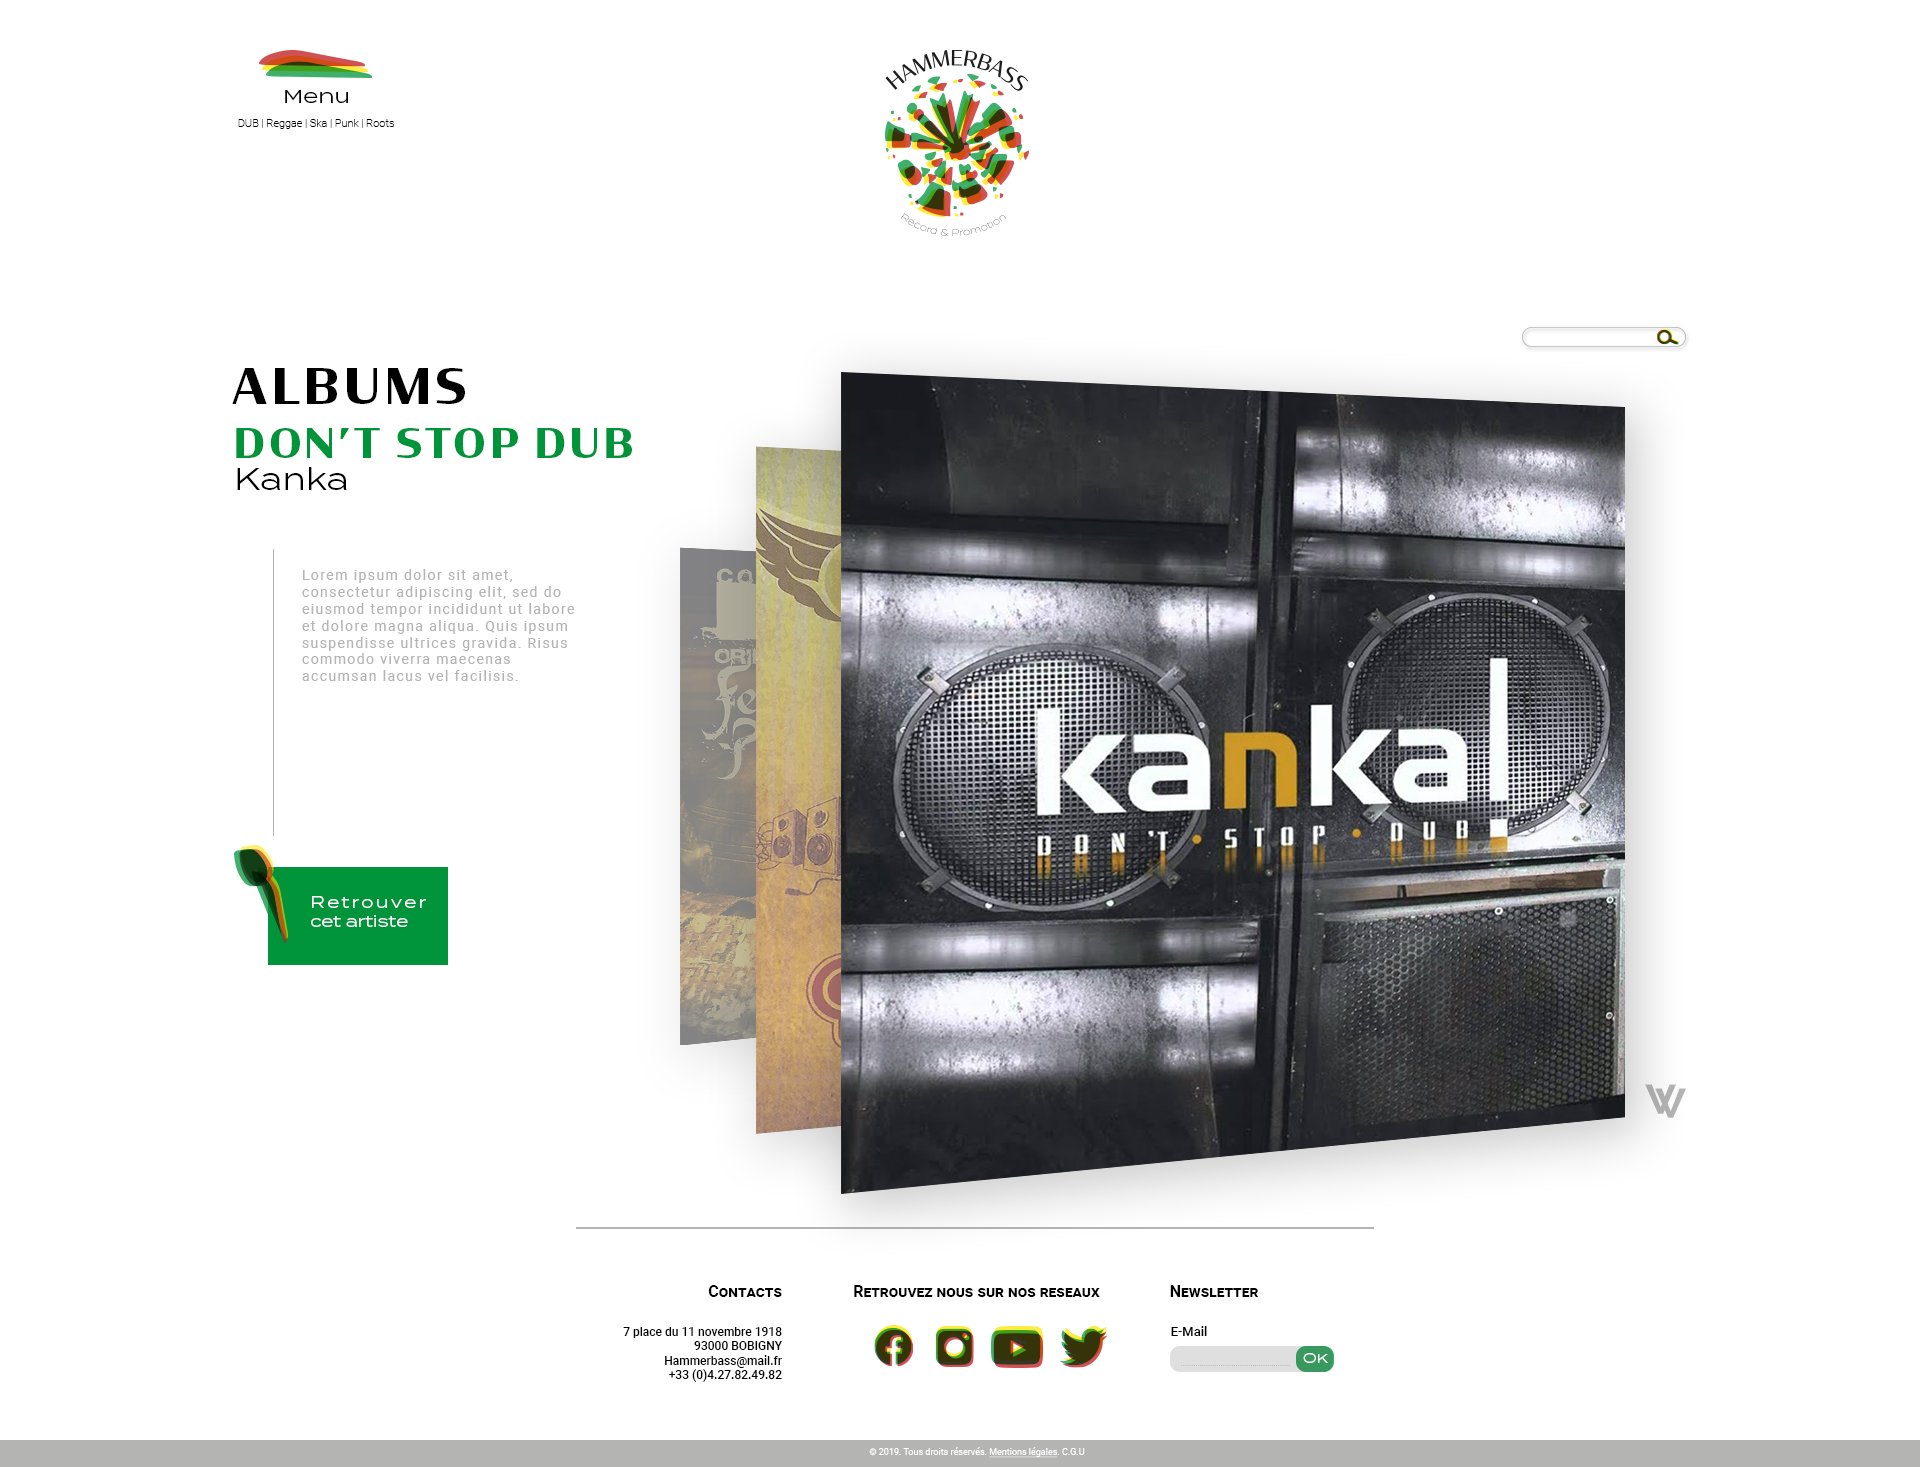 HAMMERBASS
Menu
DUB | Reggae | Ska | Punk | Roots
Record & Promotion
ALBUMS
DON'T STOP DUB
Kanka
Lorem ipsum dolor sit amet,
consectetur adipiscing elit, sed do
eiusmod tempor incididunt ut labore
et dolore magna aliqua. Quis ipsum
suspendisse ultrices gravida. Risus
commodo viverra maecenas
accumsan lacus vel facilisis.
kanka!
DON'T • STOP • DUB
Retrouver
cet artiste
CONTACTS
7 place du 11 novembre 1918
93000 BOBIGNY
Hammerbass@mail.fr
+33 (0)4.27.82.49.82
RETROUVEZ NOUS SUR NOS RESEAUX
NEWSLETTER
E-Mail
OK
© 2019. Tous droits réservés. Mentions légales. C.G.U